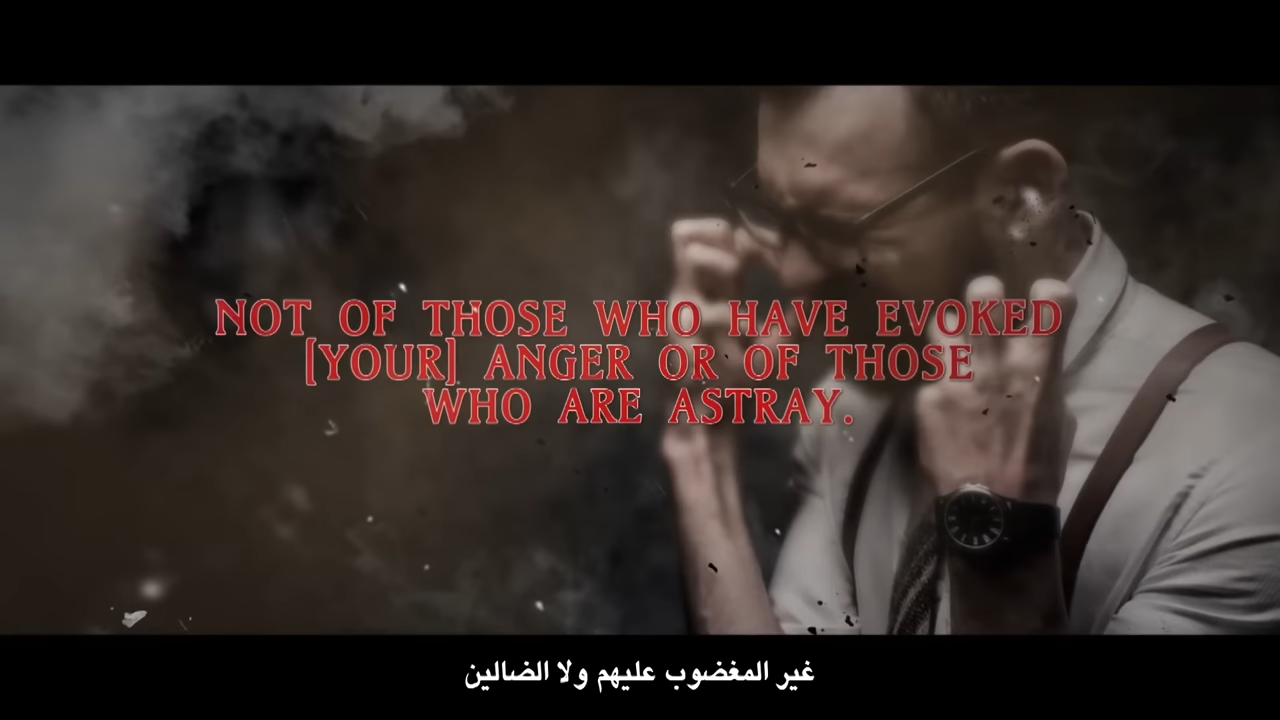 NOT OF THOSE WHO HAVE EVOKED
[YOUR] ANGER OR OF THOSE
WHO ARE ASTRAY.
غير المغضوب عليهم ولا الضالين